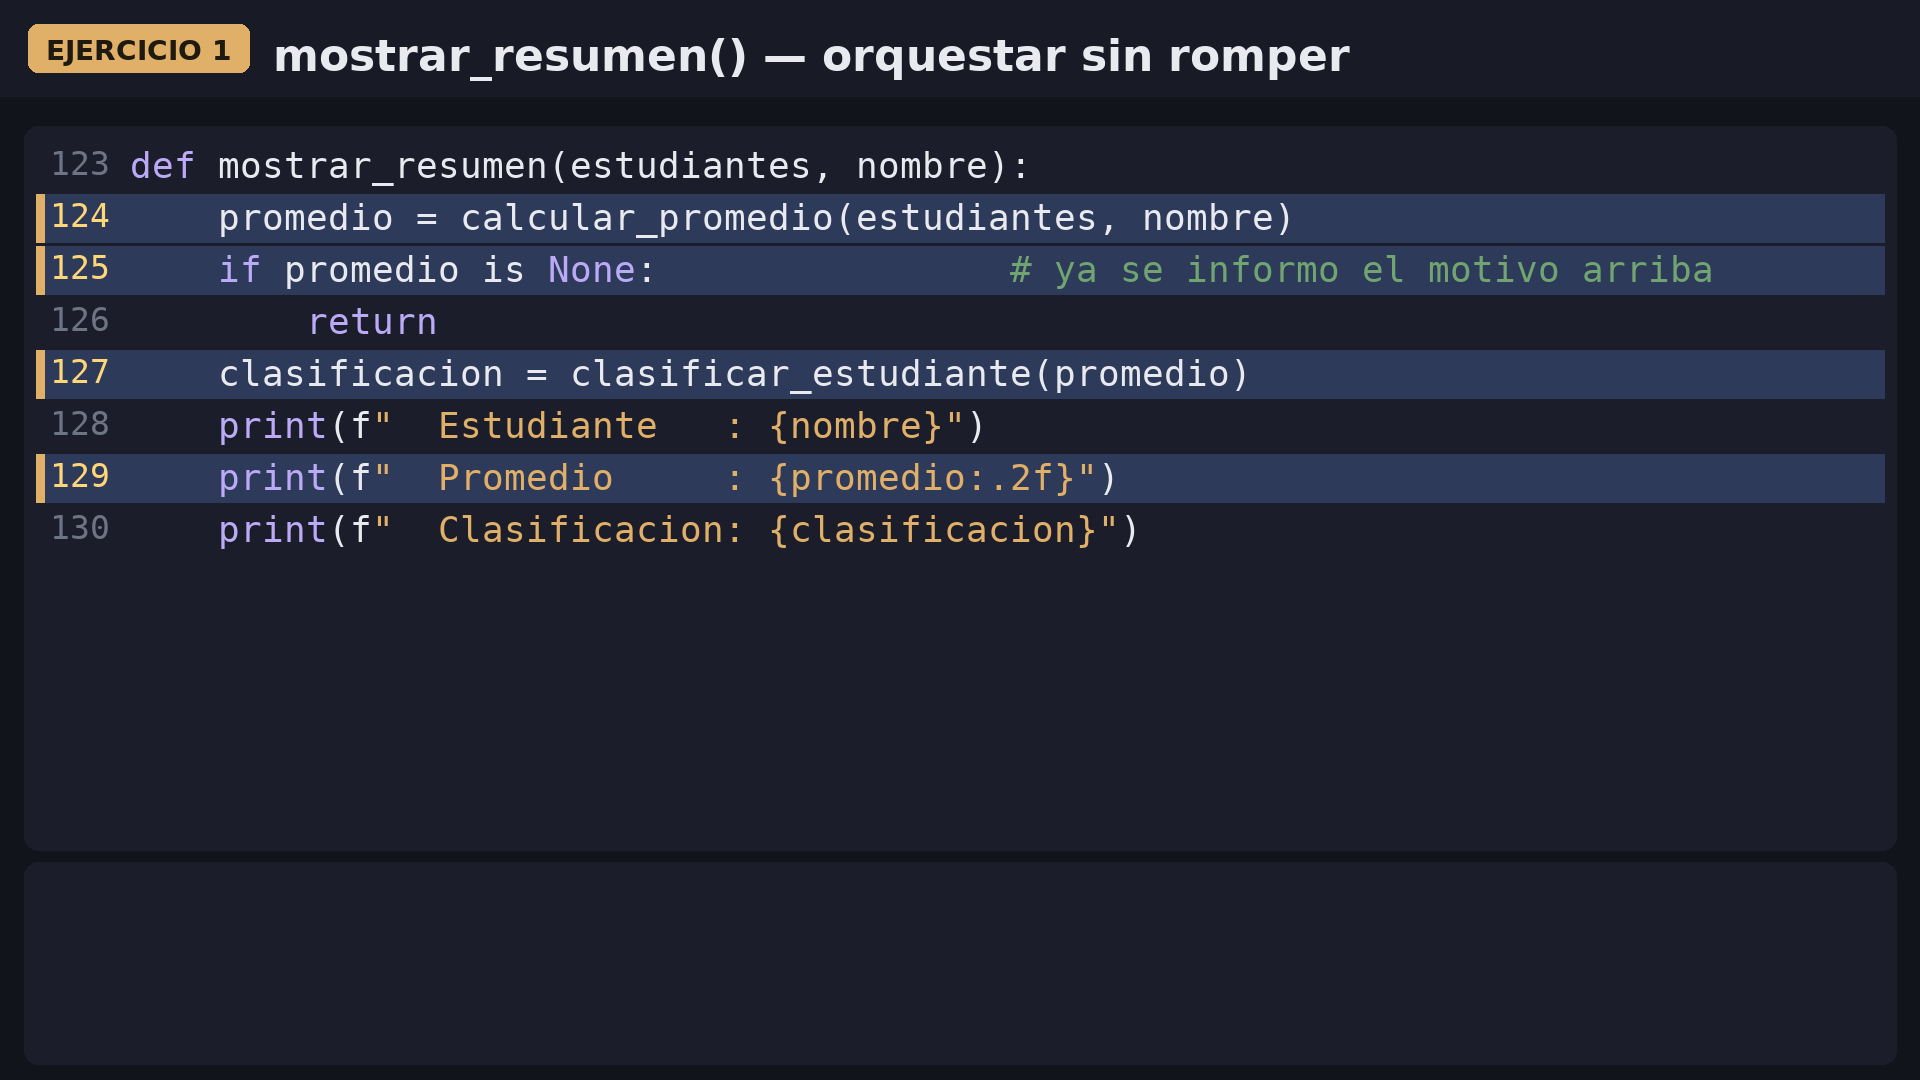 EJERCICIO 1 mostrar_resumen() — orquestar sin romper
123 def mostrar_resumen(estudiantes, nombre):
124     promedio = calcular_promedio(estudiantes, nombre)
125     if promedio is None:                # ya se informo el motivo arriba
126         return
127     clasificacion = clasificar_estudiante(promedio)
128     print(f"  Estudiante   : {nombre}")
129     print(f"  Promedio     : {promedio:.2f}")
130     print(f"  Clasificacion: {clasificacion}")